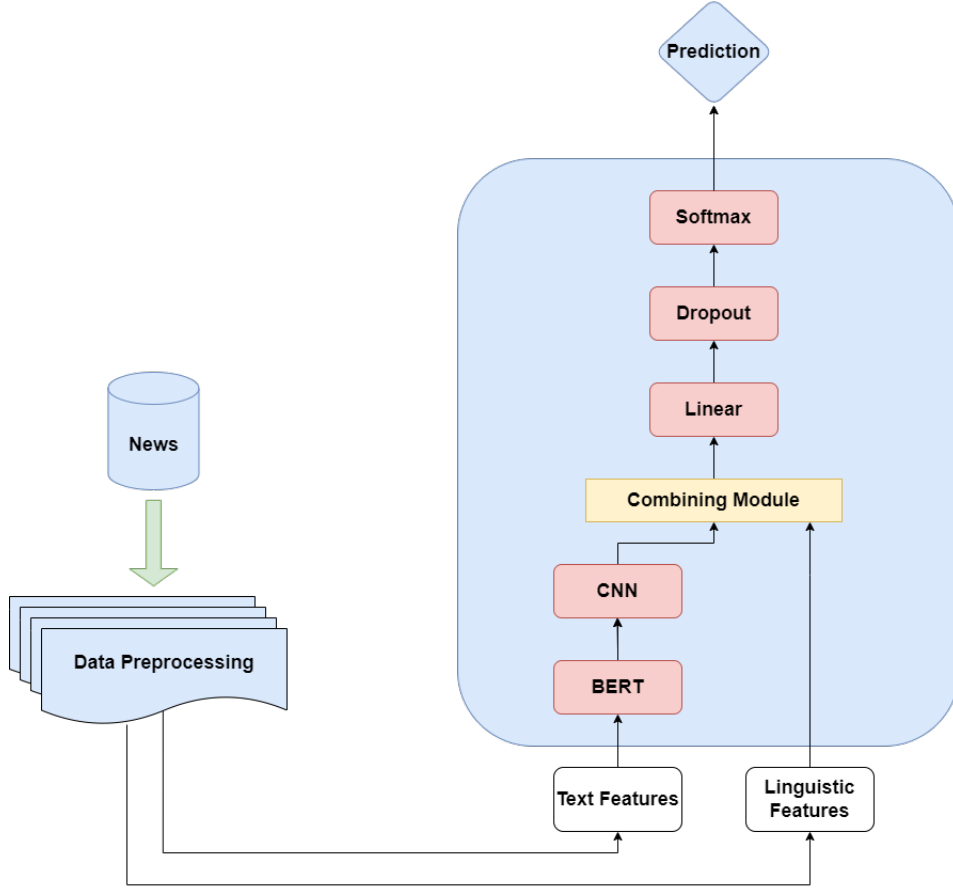 Prediction
Softmax
Dropout
Linear
News
Combining Module
CNN
Data Preprocessing
BERT
Text Features
Linguistic
Features